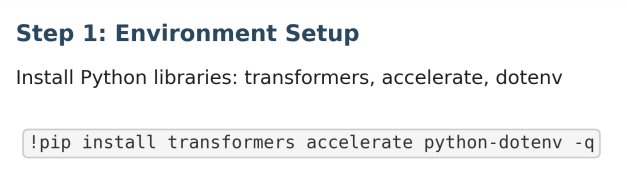 Step 1: Environment Setup
Install Python libraries: transformers, accelerate, dotenv
!pip install transformers accelerate python-dotenv -q